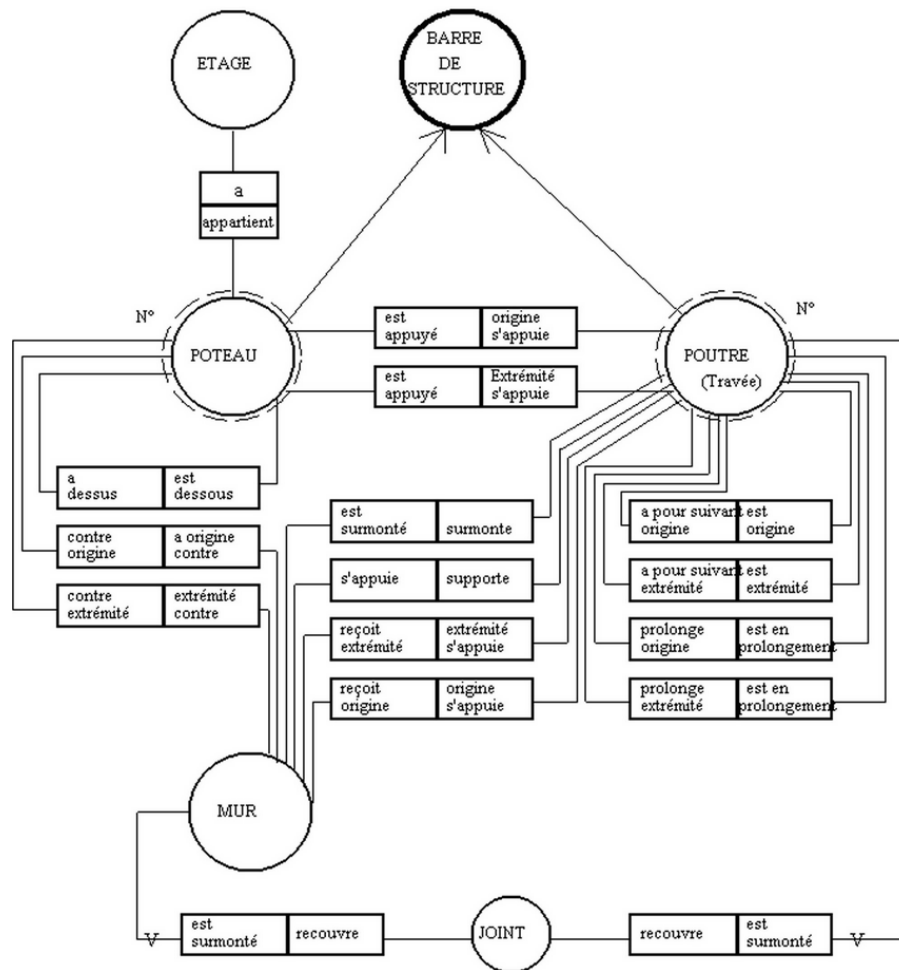 ETAGE
BARRE
DE
STRUCTURE
a
appartient
N°
POTEAU
est
appuyé
origine
s'appuie
est
appuyé
Extrémité
s'appuie
N°
POUTRE
(Travée)
a
dessus
est
dessous
contre
origine
a origine
contre
contre
extrémité
extrémité
contre
est
surmonté
surmonte
s'appuie
supporte
reçoit
extrémité
extrémité
s'appuie
reçoit
origine
origine
s'appuie
a pour suivant
origine
est
origine
a pour suivant
extrémité
est
extrémité
prolonge
origine
est en
prolongement
prolonge
extrémité
est en
prolongement
MUR
V
est
surmonté
recouvre
JOINT
recouvre
est
surmonté
V